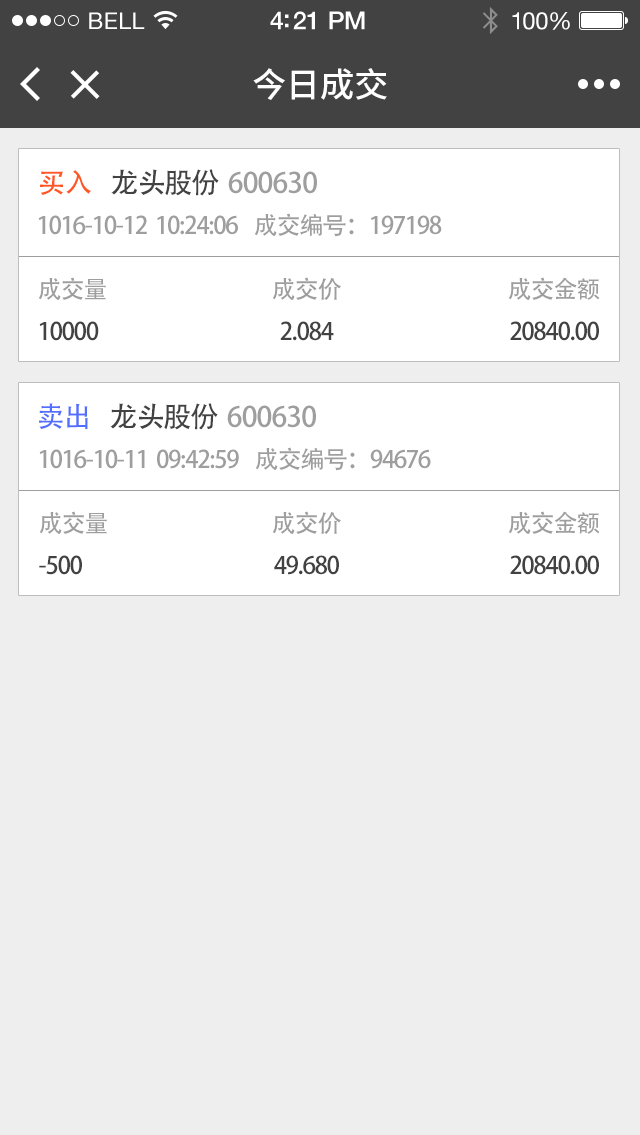 BELL 4:21 PM 100%
今日成交
买入 龙头股份 600630
1016-10-12 10:24:06 成交编号：197198
成交量 成交价 成交金额
10000 2.084 20840.00
卖出 龙头股份 600630
1016-10-11 09:42:59 成交编号：94676
成交量 成交价 成交金额
-500 49.680 20840.00